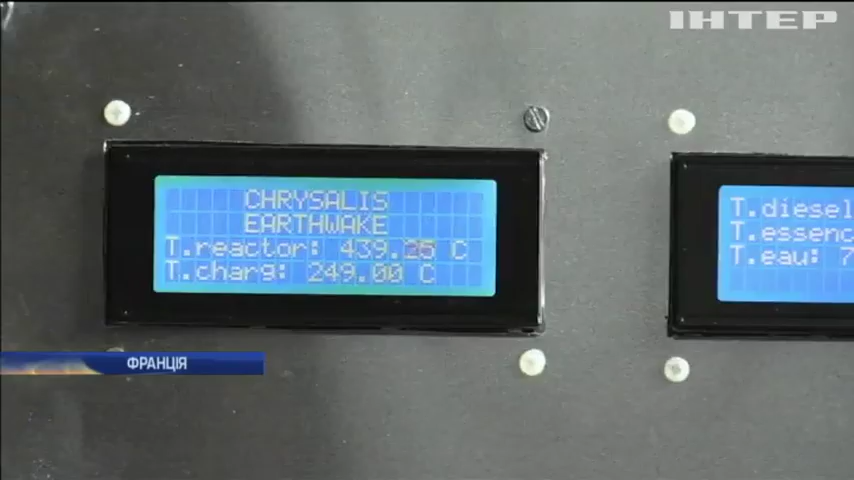 ІНТЕР
CHRYSALIS
EARTHWAKE
T.reactor: 439.25 C
T.charg: 249.00 C
T.diesel
T.essenc
T.eau: 7
ФРАНЦІЯ